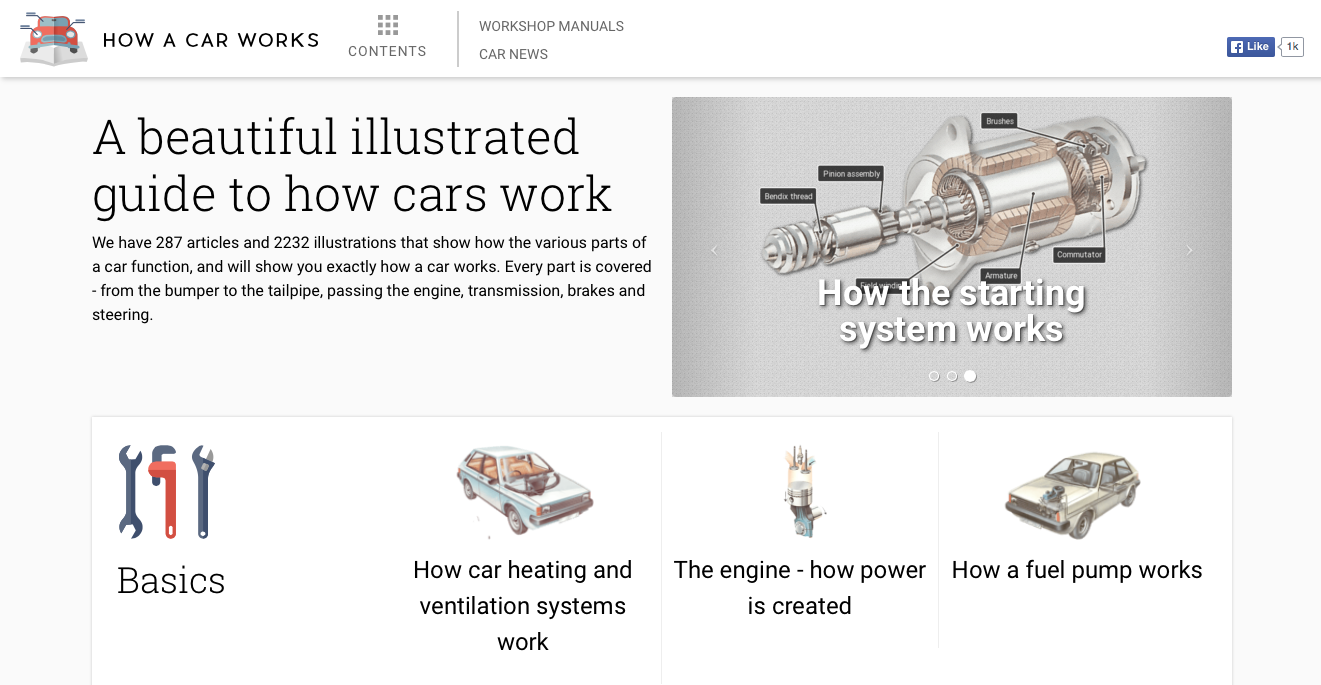 HOW A CAR WORKS
CONTENTS
WORKSHOP MANUALS
CAR NEWS
Like
1k
A beautiful illustrated
guide to how cars work
We have 287 articles and 2232 illustrations that show how the various parts of
a car function, and will show you exactly how a car works. Every part is covered
- from the bumper to the tailpipe, passing the engine, transmission, brakes and
steering.
Brushes
Pinion assembly
Bendix thread
Commutator
Armature
How the starting
system works
Basics
How car heating and
ventilation systems
work
The engine - how power
is created
How a fuel pump works